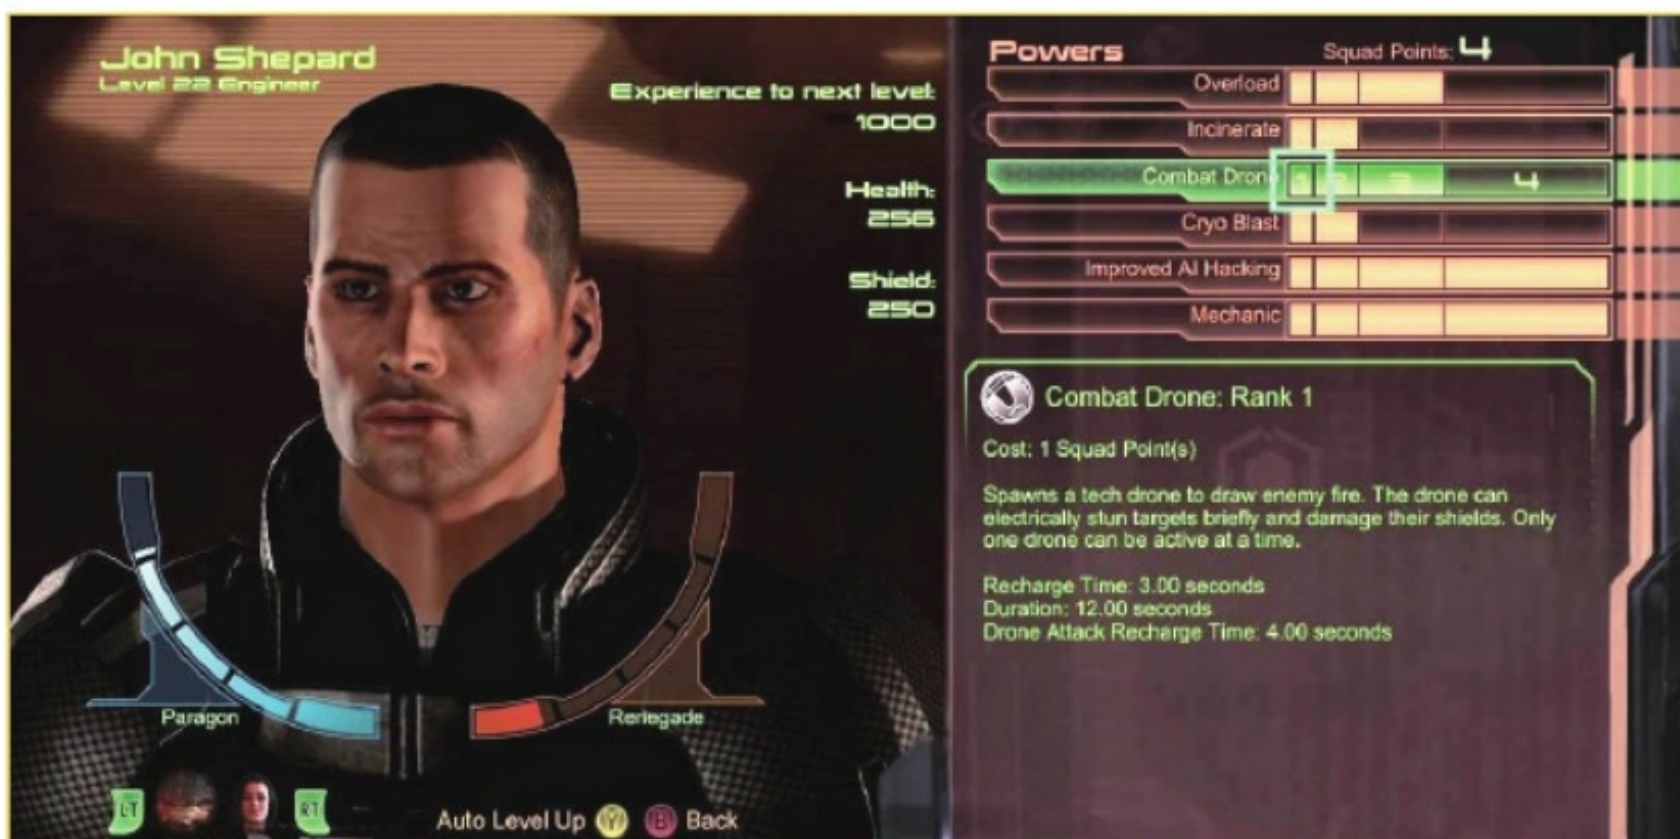 John Shepard
Level 22 Engineer
Experience to next level:
1000
Health:
256
Shield:
250
Paragon
Renegade
LT
RT
Auto Level Up Y B Back
Powers
Squad Points: 4
Overload
Incinerate
Combat Drone 1 2 3 4
Cryo Blast
Improved AI Hacking
Mechanic
Combat Drone: Rank 1
Cost: 1 Squad Point(s)
Spawns a tech drone to draw enemy fire. The drone can
electrically stun targets briefly and damage their shields. Only
one drone can be active at a time.
Recharge Time: 3.00 seconds
Duration: 12.00 seconds
Drone Attack Recharge Time: 4.00 seconds